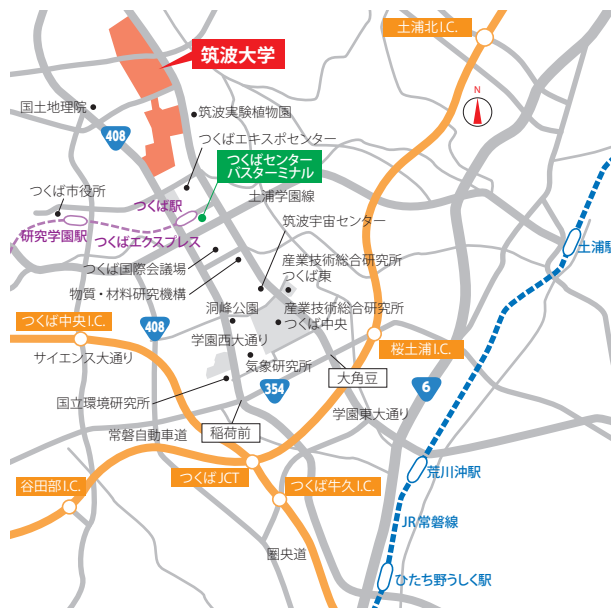 土浦北I.C.
筑波大学
N
国土地理院
筑波実験植物園
408
つくばエキスポセンター
つくばセンター
バスターミナル
つくば市役所
つくば駅
土浦学園線
筑波宇宙センター
研究学園駅
つくばエクスプレス
土浦駅
つくば国際会議場
産業技術総合研究所
つくば東
物質・材料研究機構
洞峰公園
産業技術総合研究所
つくば中央
つくば中央I.C.
408
学園西大通り
桜土浦I.C.
サイエンス大通り
気象研究所
大角豆
国立環境研究所
354
6
学園東大通り
稲荷前
常磐自動車道
谷田部I.C.
つくばJCT
つくば牛久I.C.
荒川沖駅
JR常磐線
圏央道
ひたち野うしく駅